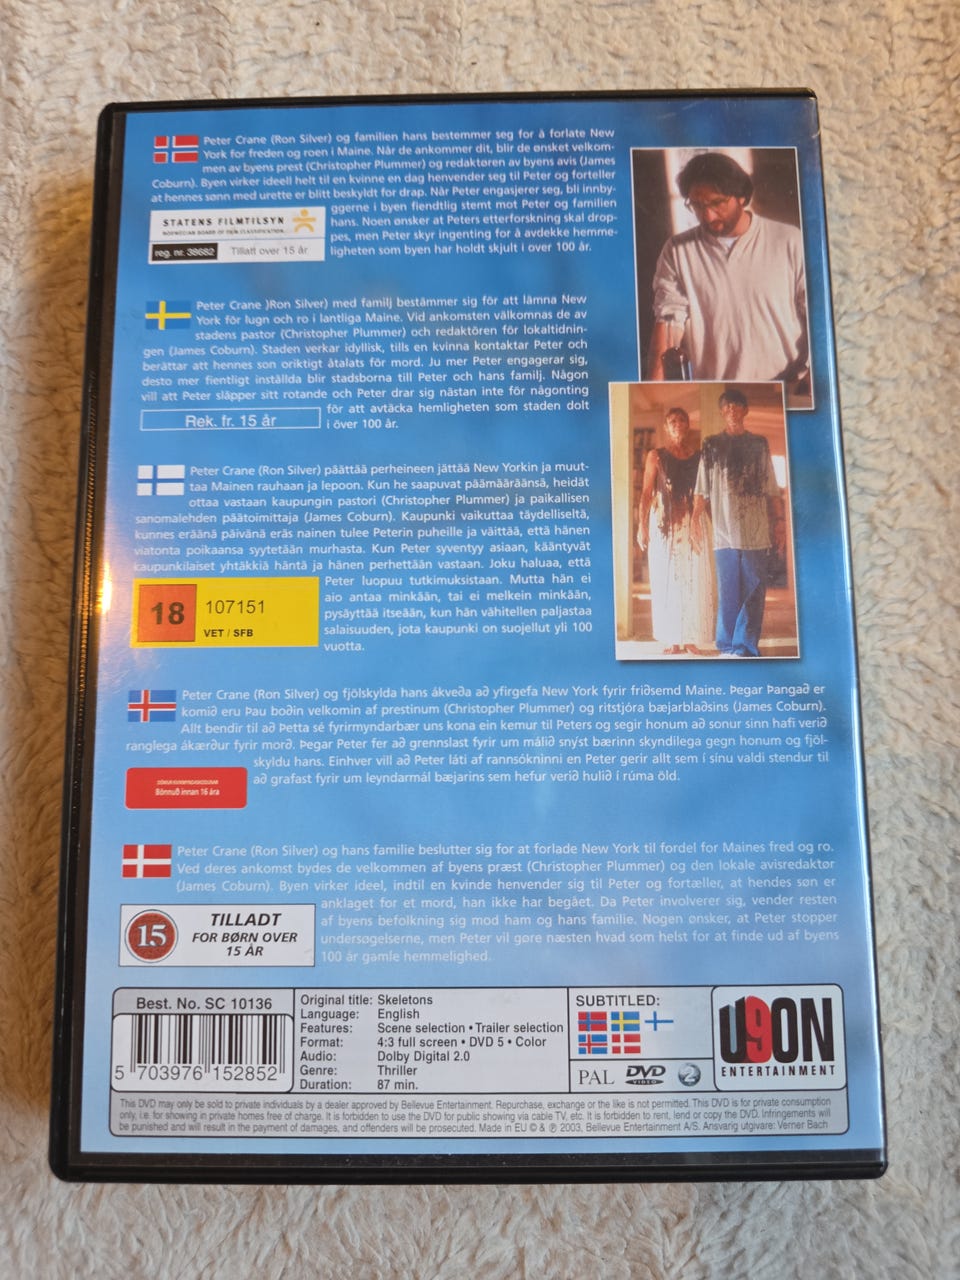 Peter Crane (Ron Silver) og familien hans bestemmer seg for å forlate New
York for freden og roen i Maine. Når de ankommer dit, blir de ønsket velkom-
men av byens prest (Christopher Plummer) og redaktøren av byens avis (James
Coburn). Byen virker ideell helt til en kvinne en dag henvender seg til Peter og forteller
at hennes sønn med urette er blitt beskyldt for drap. Når Peter engasjerer seg, bli innby-
ggerne i byen fiendtlig stemt mot Peter og familien
hans. Noen ønsker at Peters etterforskning skal drop-
pes, men Peter skyr ingenting for å avdekke hemme-
ligheten som byen har holdt skjult i over 100 år.
STATENS FILMTILSYN
NORWEGIAN BOARD OF FILM CLASSIFICATION
reg. nr. 38682 Tillatt over 15 år
Peter Crane )Ron Silver) med familj bestämmer sig för att lämna New
York för lugn och ro i lantliga Maine. Vid ankomsten välkomnas de av
stadens pastor (Christopher Plummer) och redaktören för lokaltidnin-
gen (James Coburn). Staden verkar idyllisk, tills en kvinna kontaktar Peter och
berättar att hennes son oriktigt åtalats för mord. Ju mer Peter engagerar sig,
desto mer fientligt inställda blir stadsborna till Peter och hans familj. Någon
vill att Peter släpper sitt rotande och Peter drar sig nästan inte för någonting
för att avtäcka hemligheten som staden dolt
i över 100 år.
Rek. fr. 15 år
Peter Crane (Ron Silver) päättää perheineen jättää New Yorkin ja muut-
taa Mainen rauhaan ja lepoon. Kun he saapuvat päämääräänsä, heidät
ottaa vastaan kaupungin pastori (Christopher Plummer) ja paikallisen
sanomalehden päätoimittaja (James Coburn). Kaupunki vaikuttaa täydelliseltä,
kunnes eräänä päivänä eräs nainen tulee Peterin puheille ja väittää, että hänen
viatonta poikaansa syytetään murhasta. Kun Peter syventyy asiaan, kääntyvät
kaupunkilaiset yhtäkkiä häntä ja hänen perhettään vastaan. Joku haluaa, että
Peter luopuu tutkimuksistaan. Mutta hän ei
aio antaa minkään, tai ei melkein minkään,
pysäyttää itseään, kun hän vähitellen paljastaa
salaisuuden, jota kaupunki on suojellut yli 100
vuotta.
18 107151
VET / SFB
Peter Crane (Ron Silver) og fjölskylda hans ákveða að yfirgefa New York fyrir friðsemd Maine. Þegar Þangað er
komið eru Þau boðin velkomin af prestinum (Christopher Plummer) og ritstjóra bæjarblaðsins (James Coburn).
Allt bendir til að Þetta sé fyrirmyndarbær uns kona ein kemur til Peters og segir honum að sonur sinn hafi verið
ranglega ákærður fyrir morð. Þegar Peter fer að grennslast fyrir um málið snýst bærinn skyndilega gegn honum og fjöl-
skyldu hans. Einhver vill að Peter láti af rannsókninni en Peter gerir allt sem í sínu valdi stendur til
að grafast fyrir um leyndarmál bæjarins sem hefur verið hulið í rúma öld.
Bönnuð innan 16 ára
Peter Crane (Ron Silver) og hans familie beslutter sig for at forlade New York til fordel for Maines fred og ro.
Ved deres ankomst bydes de velkommen af byens præst (Christopher Plummer) og den lokale avisredaktør
(James Coburn). Byen virker ideel, indtil en kvinde henvender sig til Peter og fortæller, at hendes søn er
anklaget for et mord, han ikke har begået. Da Peter involverer sig, vender resten
af byens befolkning sig mod ham og hans familie. Nogen ønsker, at Peter stopper
undersøgelserne, men Peter vil gøre næsten hvad som helst for at finde ud af byens
100 år gamle hemmelighed.
15 TILLADT
FOR BØRN OVER
15 ÅR
Best. No. SC 10136
5 703976 152852
Original title: Skeletons
Language: English
Features: Scene selection • Trailer selection
Format: 4:3 full screen • DVD 5 • Color
Audio: Dolby Digital 2.0
Genre: Thriller
Duration: 87 min.
SUBTITLED:
PAL DVD VIDEO 2
U9ON
ENTERTAINMENT
This DVD may only be sold to private individuals by a dealer approved by Bellevue Entertainment. Repurchase, exchange or the like is not permitted. This DVD is for private consumption
only, i.e. for showing in private homes free of charge. It is forbidden to use the DVD for public showing via cable TV, etc. It is forbidden to rent, lend or copy the DVD. Infringements will
be punished and will result in the payment of damages, and offenders will be prosecuted. Made in EU © & ℗ 2003, Bellevue Entertainment A/S. Ansvarig utgivare: Verner Bach